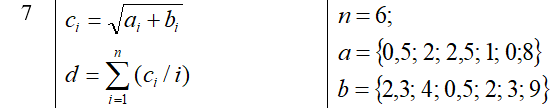 7
c_i = √(a_i + b_i)
d = ∑_{i=1}^{n} (c_i / i)
n = 6;
a = {0,5; 2; 2,5; 1; 0;8}
b = {2,3; 4; 0,5; 2; 3; 9}